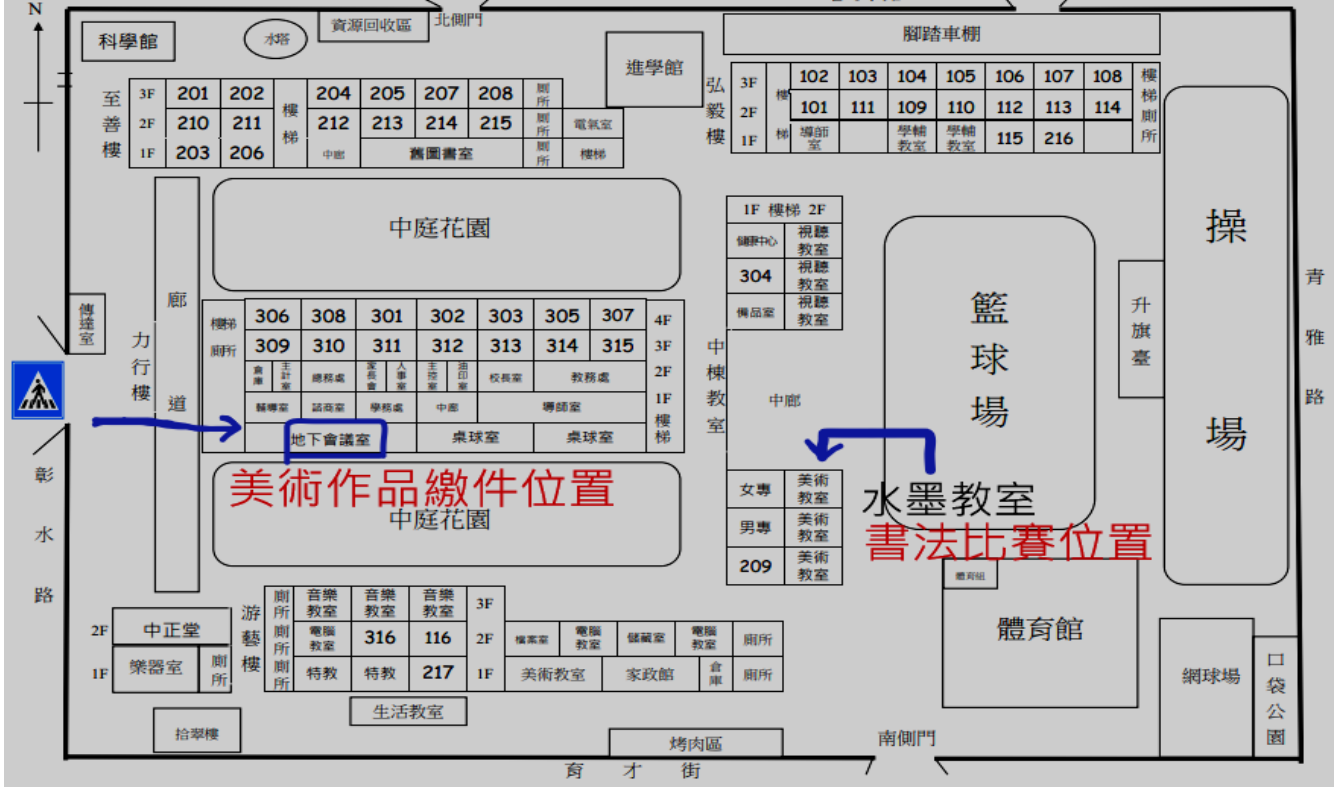 N
資源回收區
北側門
科學館
水塔
腳踏車棚
進學館
至善樓
3F 201 202 樓梯 204 205 207 208 廁所
2F 210 211 212 213 214 215 廁所 電氣室
1F 203 206 中廊 舊圖書室 廁所 樓梯
弘毅樓
3F 樓梯 102 103 104 105 106 107 108 樓梯廁所
2F 101 111 109 110 112 113 114
1F 導師室 學輔教室 學輔教室 115 216
中庭花園
1F 樓梯 2F
健康中心 視聽教室
304 視聽教室
備品室 視聽教室
籃球場
操場
升旗臺
青雅路
傳達室
廊道
力行樓
樓梯 306 308 301 302 303 305 307 4F
廁所 309 310 311 312 313 314 315 3F
倉庫 主計室 總務處 家長會 人事室 主控室 油印室 校長室 教務處 2F
輔導室 諮商室 學務處 中廊 導師室 1F
地下會議室 桌球室 桌球室 樓梯
中棟教室
中廊
美術作品繳件位置
中庭花園
女專 美術教室
男專 美術教室
209 美術教室
水墨教室
書法比賽位置
彰水路
體育組
體育館
2F 中正堂
1F 樂器室 廁所
游藝樓
廁所 音樂教室 音樂教室 音樂教室 3F
廁所 電腦教室 316 116 2F 檔案室 電腦教室 儲藏室 電腦教室 廁所
廁所 特教 特教 217 1F 美術教室 家政館 倉庫 廁所
網球場
口袋公園
生活教室
拾翠樓
烤肉區
南側門
育才街